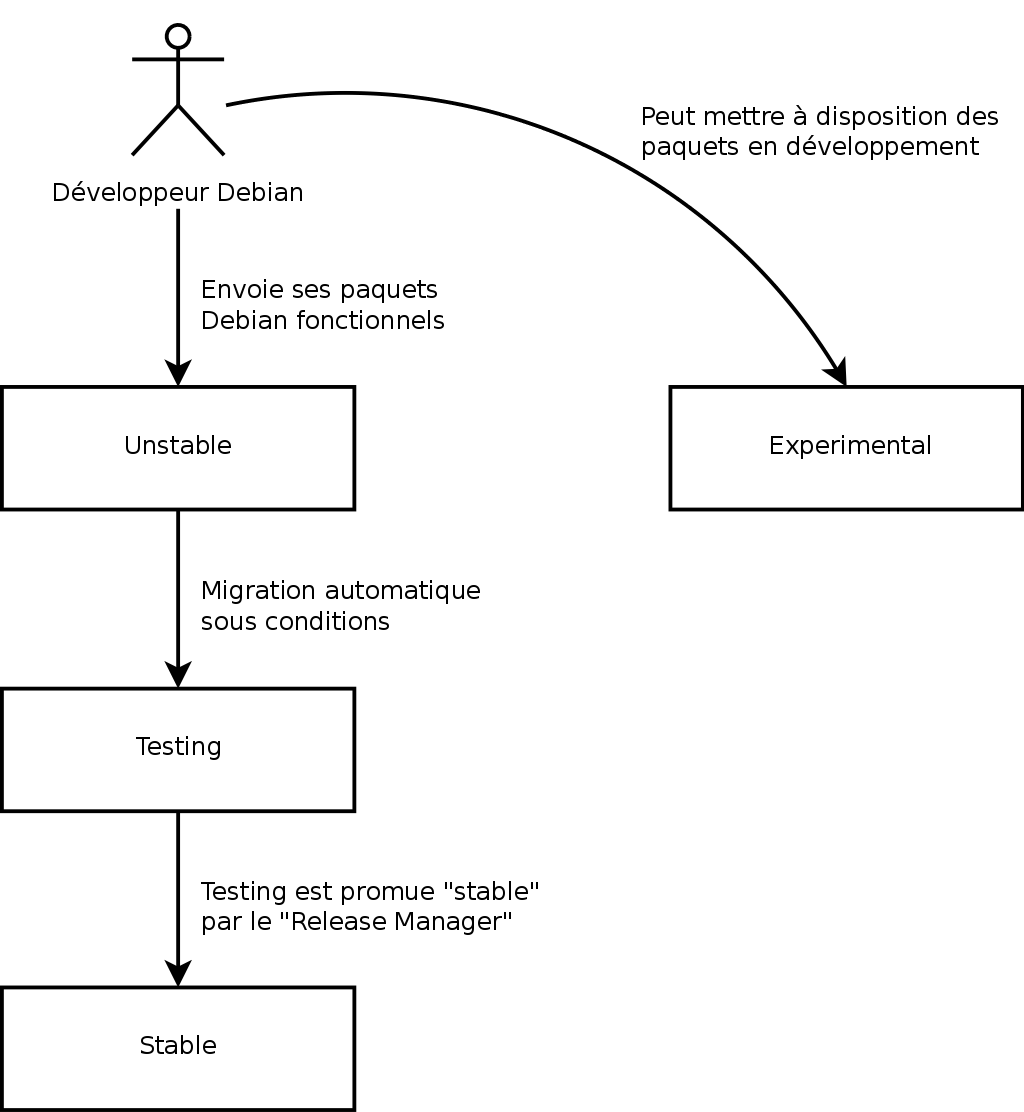 Peut mettre à disposition des
paquets en développement
Développeur Debian
Envoie ses paquets
Debian fonctionnels
Unstable
Experimental
Migration automatique
sous conditions
Testing
Testing est promue "stable"
par le "Release Manager"
Stable